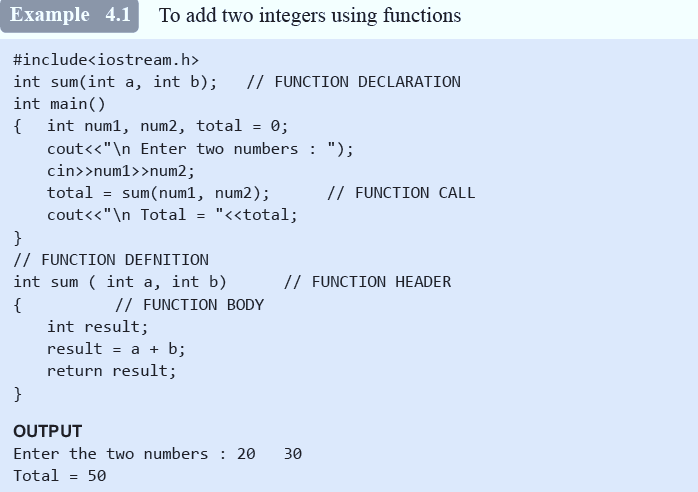 Example 4.1 To add two integers using functions
#include<iostream.h>
int sum(int a, int b); // FUNCTION DECLARATION
int main()
{ int num1, num2, total = 0;
cout<<"\n Enter two numbers : ");
cin>>num1>>num2;
total = sum(num1, num2); // FUNCTION CALL
cout<<"\n Total = "<<total;
}
// FUNCTION DEFNITION
int sum ( int a, int b) // FUNCTION HEADER
{ // FUNCTION BODY
int result;
result = a + b;
return result;
}
OUTPUT
Enter the two numbers : 20 30
Total = 50